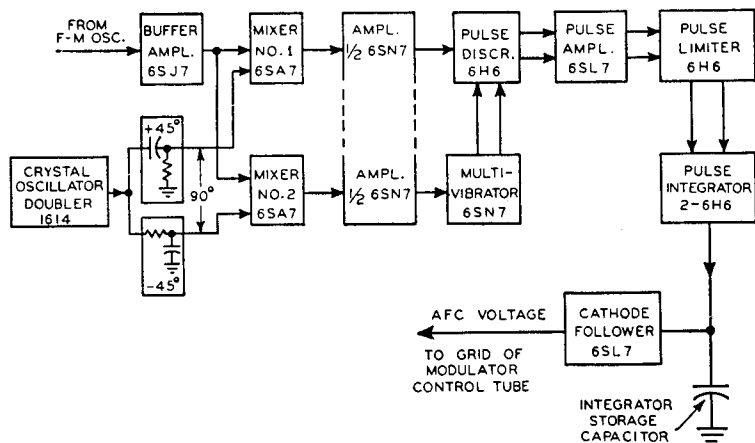 FROM
F-M OSC.
BUFFER
AMPL.
6SJ7
MIXER
NO. 1
6SA7
AMPL.
1/2 6SN7
PULSE
DISCR.
6H6
PULSE
AMPL.
6SL7
PULSE
LIMITER
6H6
+45°
CRYSTAL
OSCILLATOR
DOUBLER
1614
90°
-45°
MIXER
NO. 2
6SA7
AMPL.
1/2 6SN7
MULTI-
VIBRATOR
6SN7
PULSE
INTEGRATOR
2-6H6
AFC VOLTAGE
TO GRID OF
MODULATOR
CONTROL TUBE
CATHODE
FOLLOWER
6SL7
INTEGRATOR
STORAGE
CAPACITOR